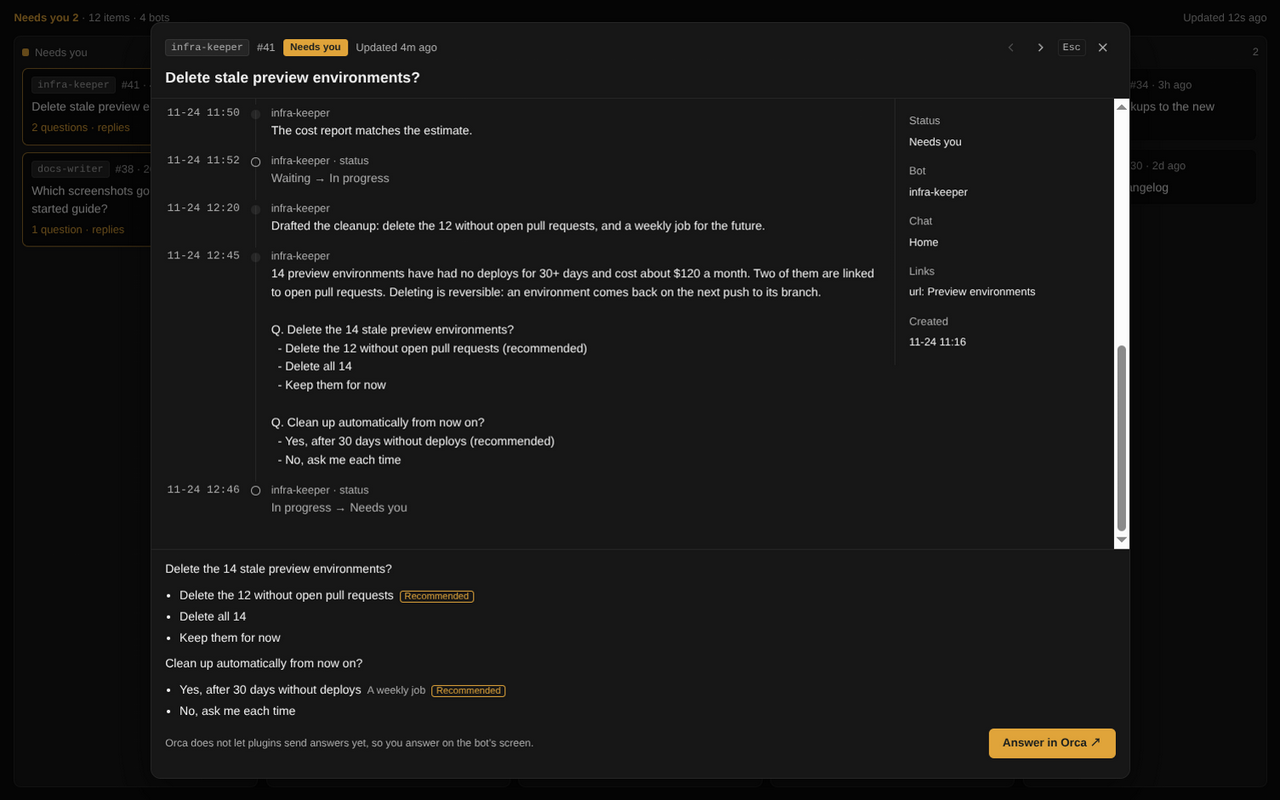 Needs you 2 · 12 items · 4 bots
Updated 12s ago
Needs you
2
infra-keeper #41 ·
Delete stale preview e
2 questions · replies
docs-writer #38 · 2
Which screenshots go
started guide?
1 question · replies
#34 · 3h ago
kups to the new
30 · 2d ago
angelog
infra-keeper #41 Needs you Updated 4m ago
Esc
Delete stale preview environments?
11-24 11:50 infra-keeper
The cost report matches the estimate.
11-24 11:52 infra-keeper · status
Waiting → In progress
11-24 12:20 infra-keeper
Drafted the cleanup: delete the 12 without open pull requests, and a weekly job for the future.
11-24 12:45 infra-keeper
14 preview environments have had no deploys for 30+ days and cost about $120 a month. Two of them are linked
to open pull requests. Deleting is reversible: an environment comes back on the next push to its branch.
Q. Delete the 14 stale preview environments?
- Delete the 12 without open pull requests (recommended)
- Delete all 14
- Keep them for now
Q. Clean up automatically from now on?
- Yes, after 30 days without deploys (recommended)
- No, ask me each time
11-24 12:46 infra-keeper · status
In progress → Needs you
Status
Needs you
Bot
infra-keeper
Chat
Home
Links
url: Preview environments
Created
11-24 11:16
Delete the 14 stale preview environments?
• Delete the 12 without open pull requests Recommended
• Delete all 14
• Keep them for now
Clean up automatically from now on?
• Yes, after 30 days without deploys A weekly job Recommended
• No, ask me each time
Orca does not let plugins send answers yet, so you answer on the bot's screen.
Answer in Orca ↗